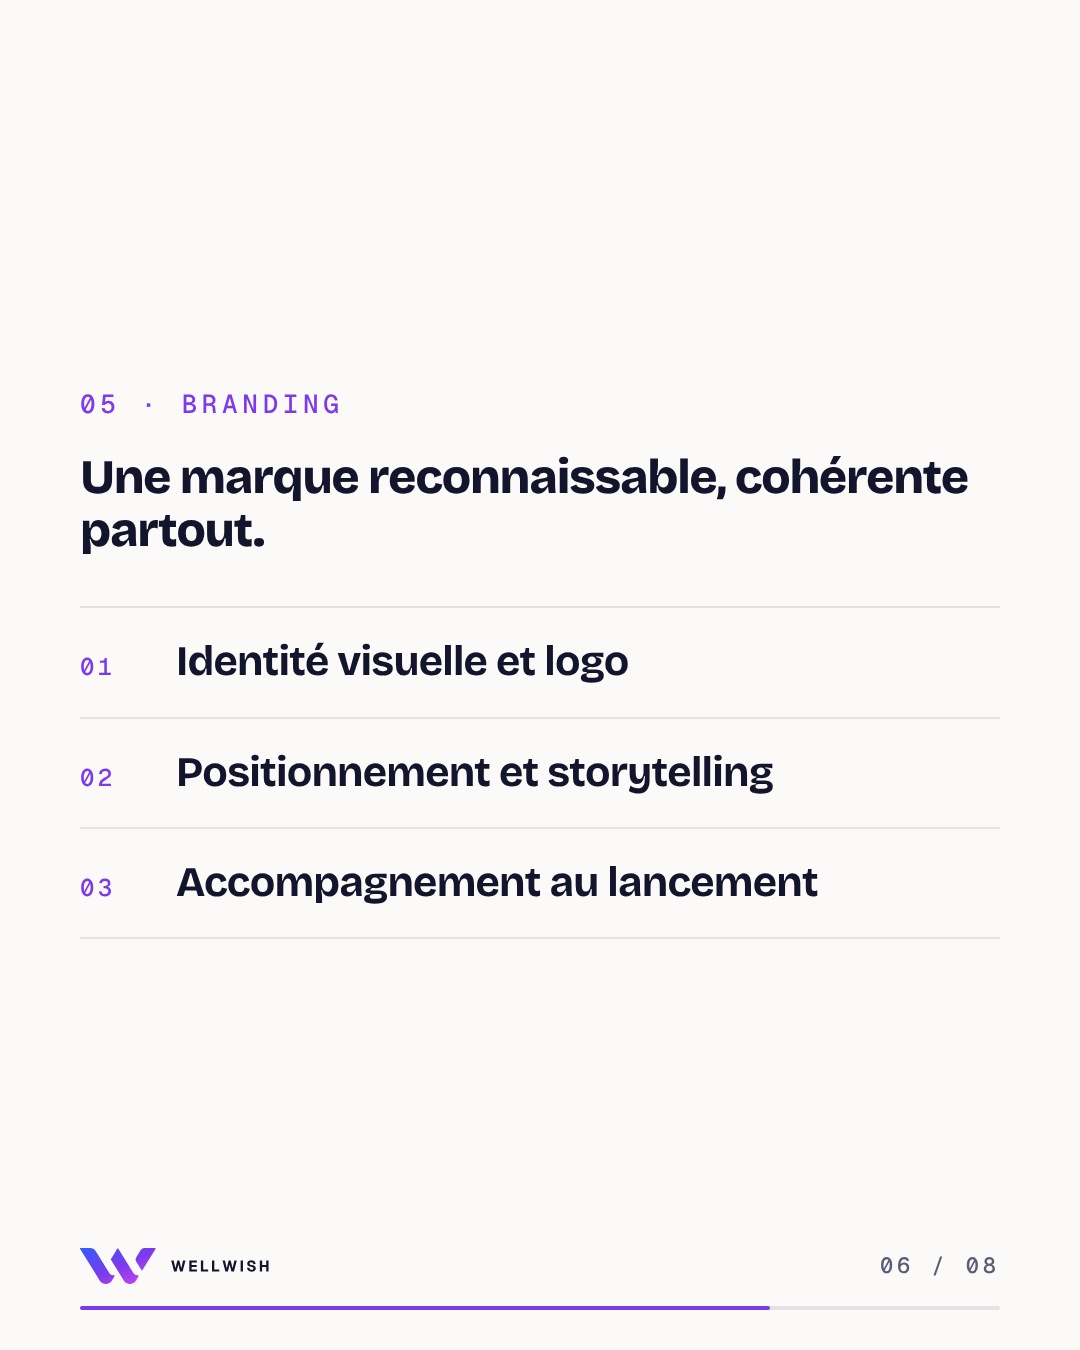 05 · BRANDING
Une marque reconnaissable, cohérente
partout.
01 Identité visuelle et logo
02 Positionnement et storytelling
03 Accompagnement au lancement
WELLWISH
06 / 08